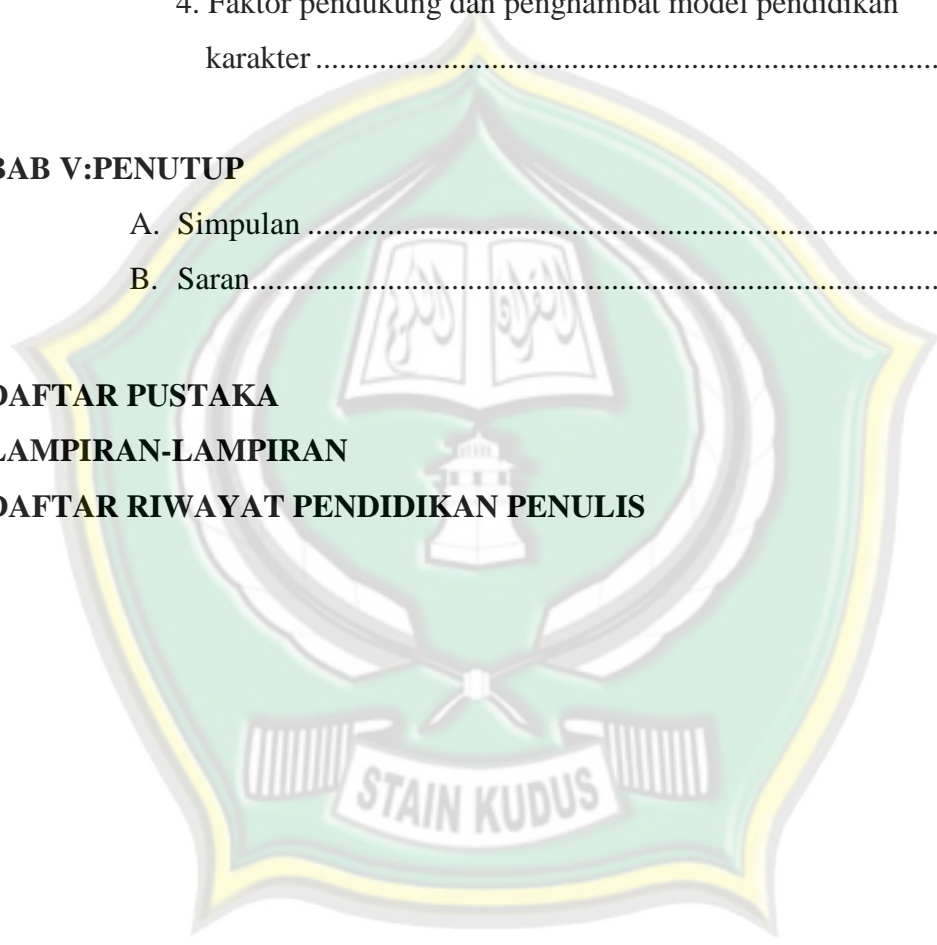 4. Faktor pendukung dan penghambat model pendidikan
karakter ................................................................................
BAB V:PENUTUP
A. Simpulan ................................................................................
B. Saran.......................................................................................
DAFTAR PUSTAKA
LAMPIRAN-LAMPIRAN
DAFTAR RIWAYAT PENDIDIKAN PENULIS
STAIN KUDUS